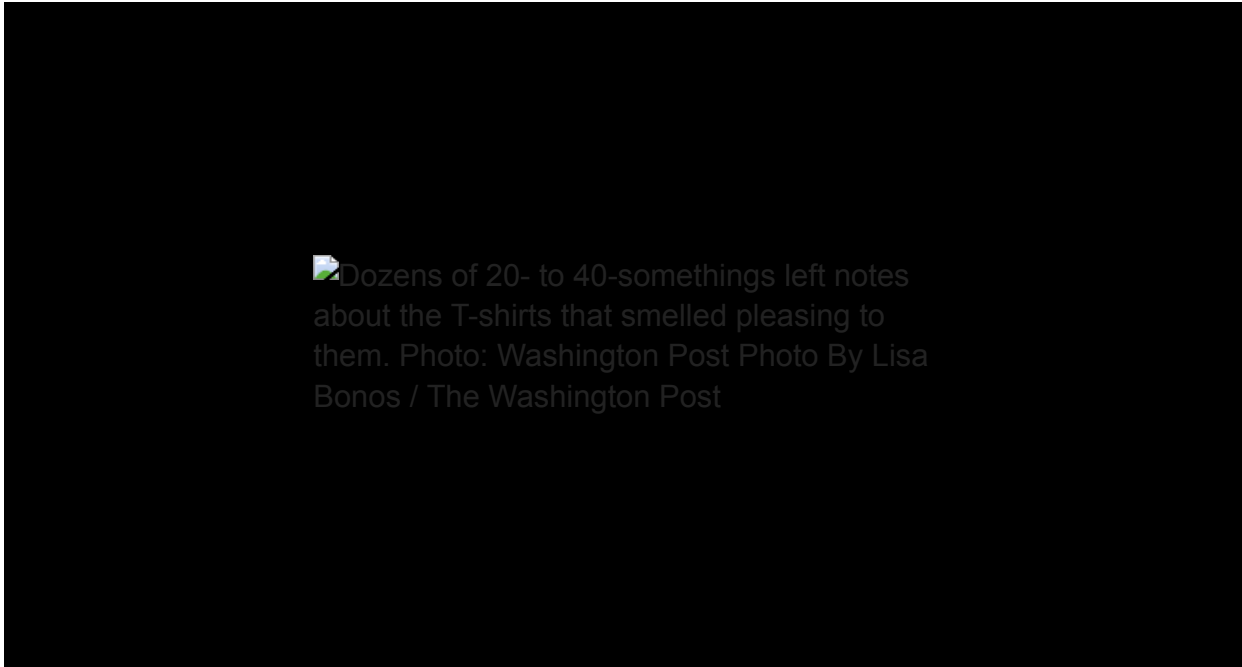 Dozens of 20- to 40-somethings left notes
about the T-shirts that smelled pleasing to
them. Photo: Washington Post Photo By Lisa
Bonos / The Washington Post